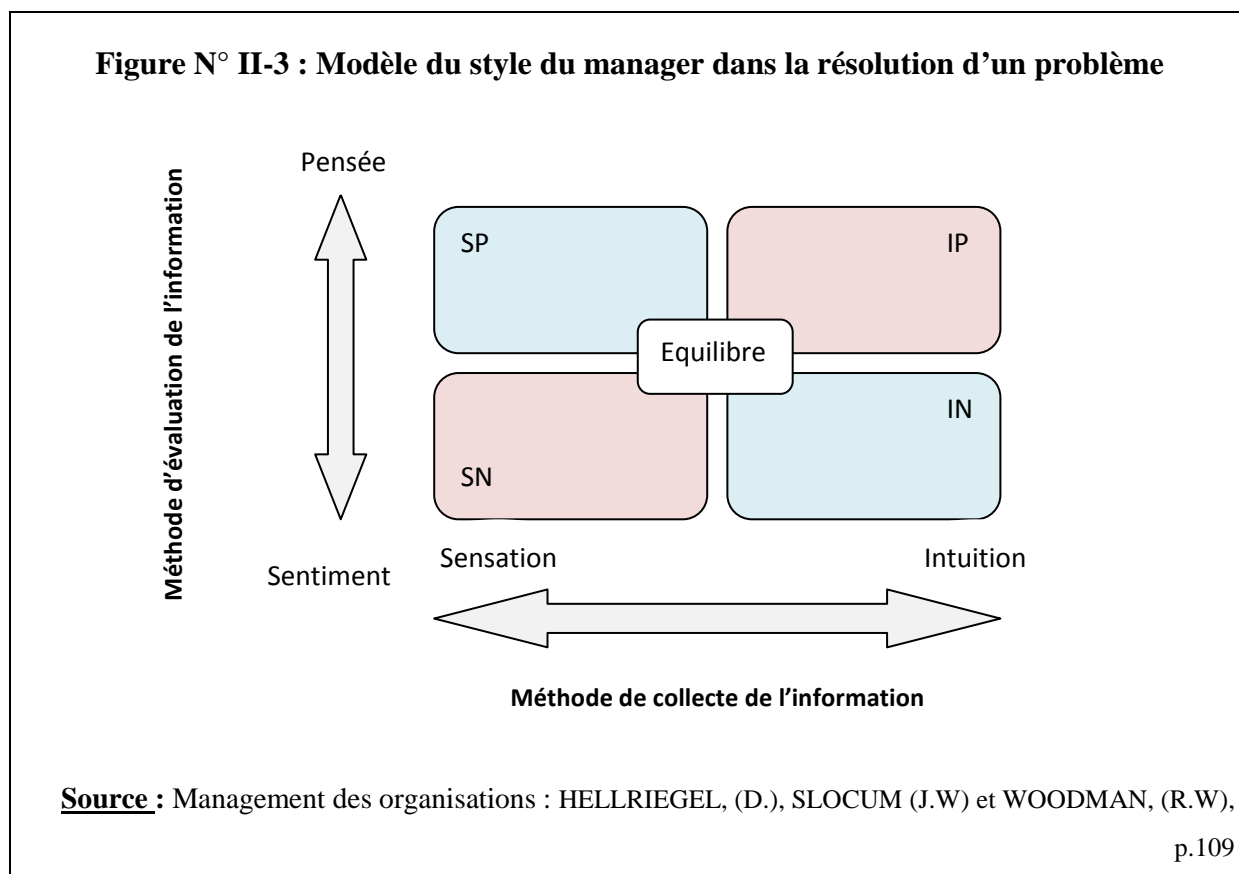 Figure N° II-3 : Modèle du style du manager dans la résolution d’un problème
Pensée
Méthode d’évaluation de l’information
SP
IP
Equilibre
SN
IN
Sentiment
Sensation
Intuition
Méthode de collecte de l’information
Source : Management des organisations : HELLRIEGEL, (D.), SLOCUM (J.W) et WOODMAN, (R.W),
p.109